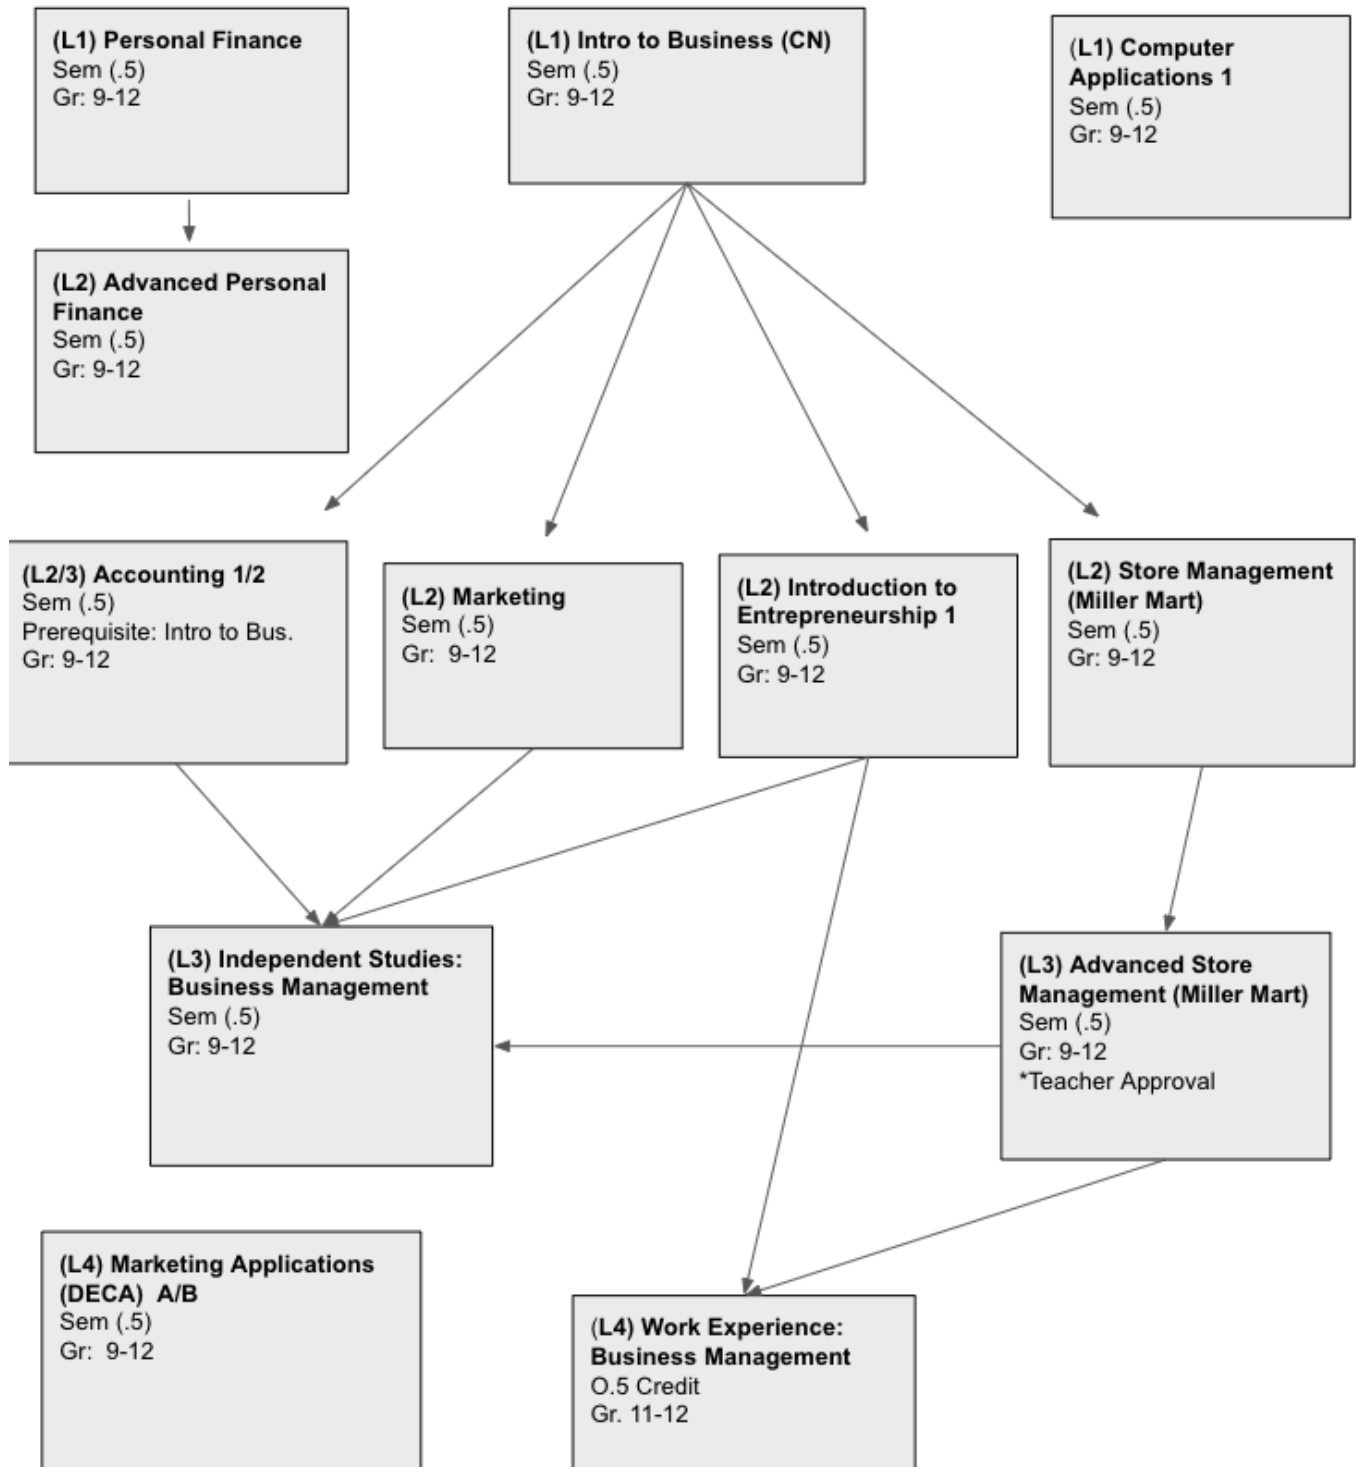 (L1) Personal Finance
Sem (.5)
Gr: 9-12
(L1) Intro to Business (CN)
Sem (.5)
Gr: 9-12
(L1) Computer
Applications 1
Sem (.5)
Gr: 9-12
(L2) Advanced Personal
Finance
Sem (.5)
Gr: 9-12
(L2/3) Accounting 1/2
Sem (.5)
Prerequisite: Intro to Bus.
Gr: 9-12
(L2) Marketing
Sem (.5)
Gr:  9-12
(L2) Introduction to
Entrepreneurship 1
Sem (.5)
Gr: 9-12
(L2) Store Management
(Miller Mart)
Sem (.5)
Gr: 9-12
(L3) Independent Studies:
Business Management
Sem (.5)
Gr: 9-12
(L3) Advanced Store
Management (Miller Mart)
Sem (.5)
Gr: 9-12
*Teacher Approval
(L4) Marketing Applications
(DECA)  A/B
Sem (.5)
Gr:  9-12
(L4) Work Experience:
Business Management
O.5 Credit
Gr. 11-12